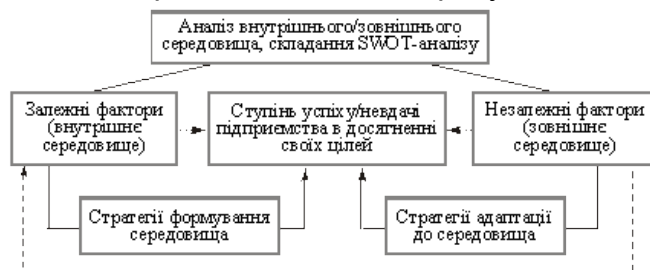 Аналіз внутрішнього/зовнішнього
середовища, складання SWOT-аналізу
Залежні фактори
(внутрішнє
середовище)
Ступінь успіху/невдачі
підприємства в досягненні
своїх цілей
Незалежні фактори
(зовнішнє
середовище)
Стратегії формування
середовища
Стратегії адаптації
до середовища